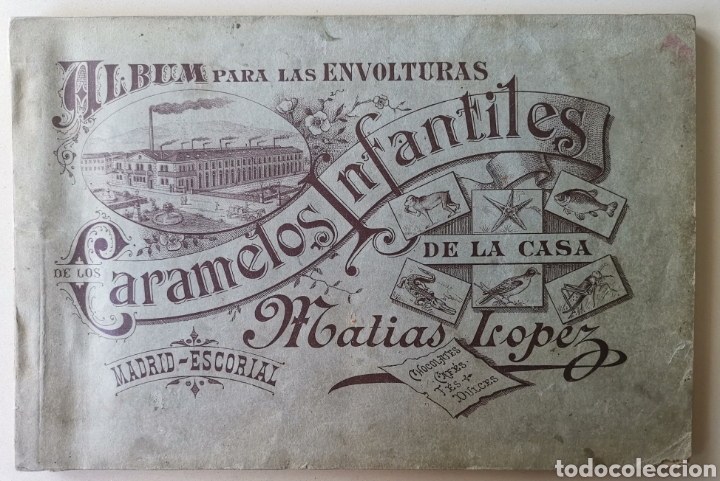 ALBUM PARA LAS ENVOLTURAS
DE LOS Caramelos Infantiles
DE LA CASA
Matias Lopez
MADRID-ESCORIAL
CHOCOLATES
CAFÉS
TES +
DULCES
todocoleccion